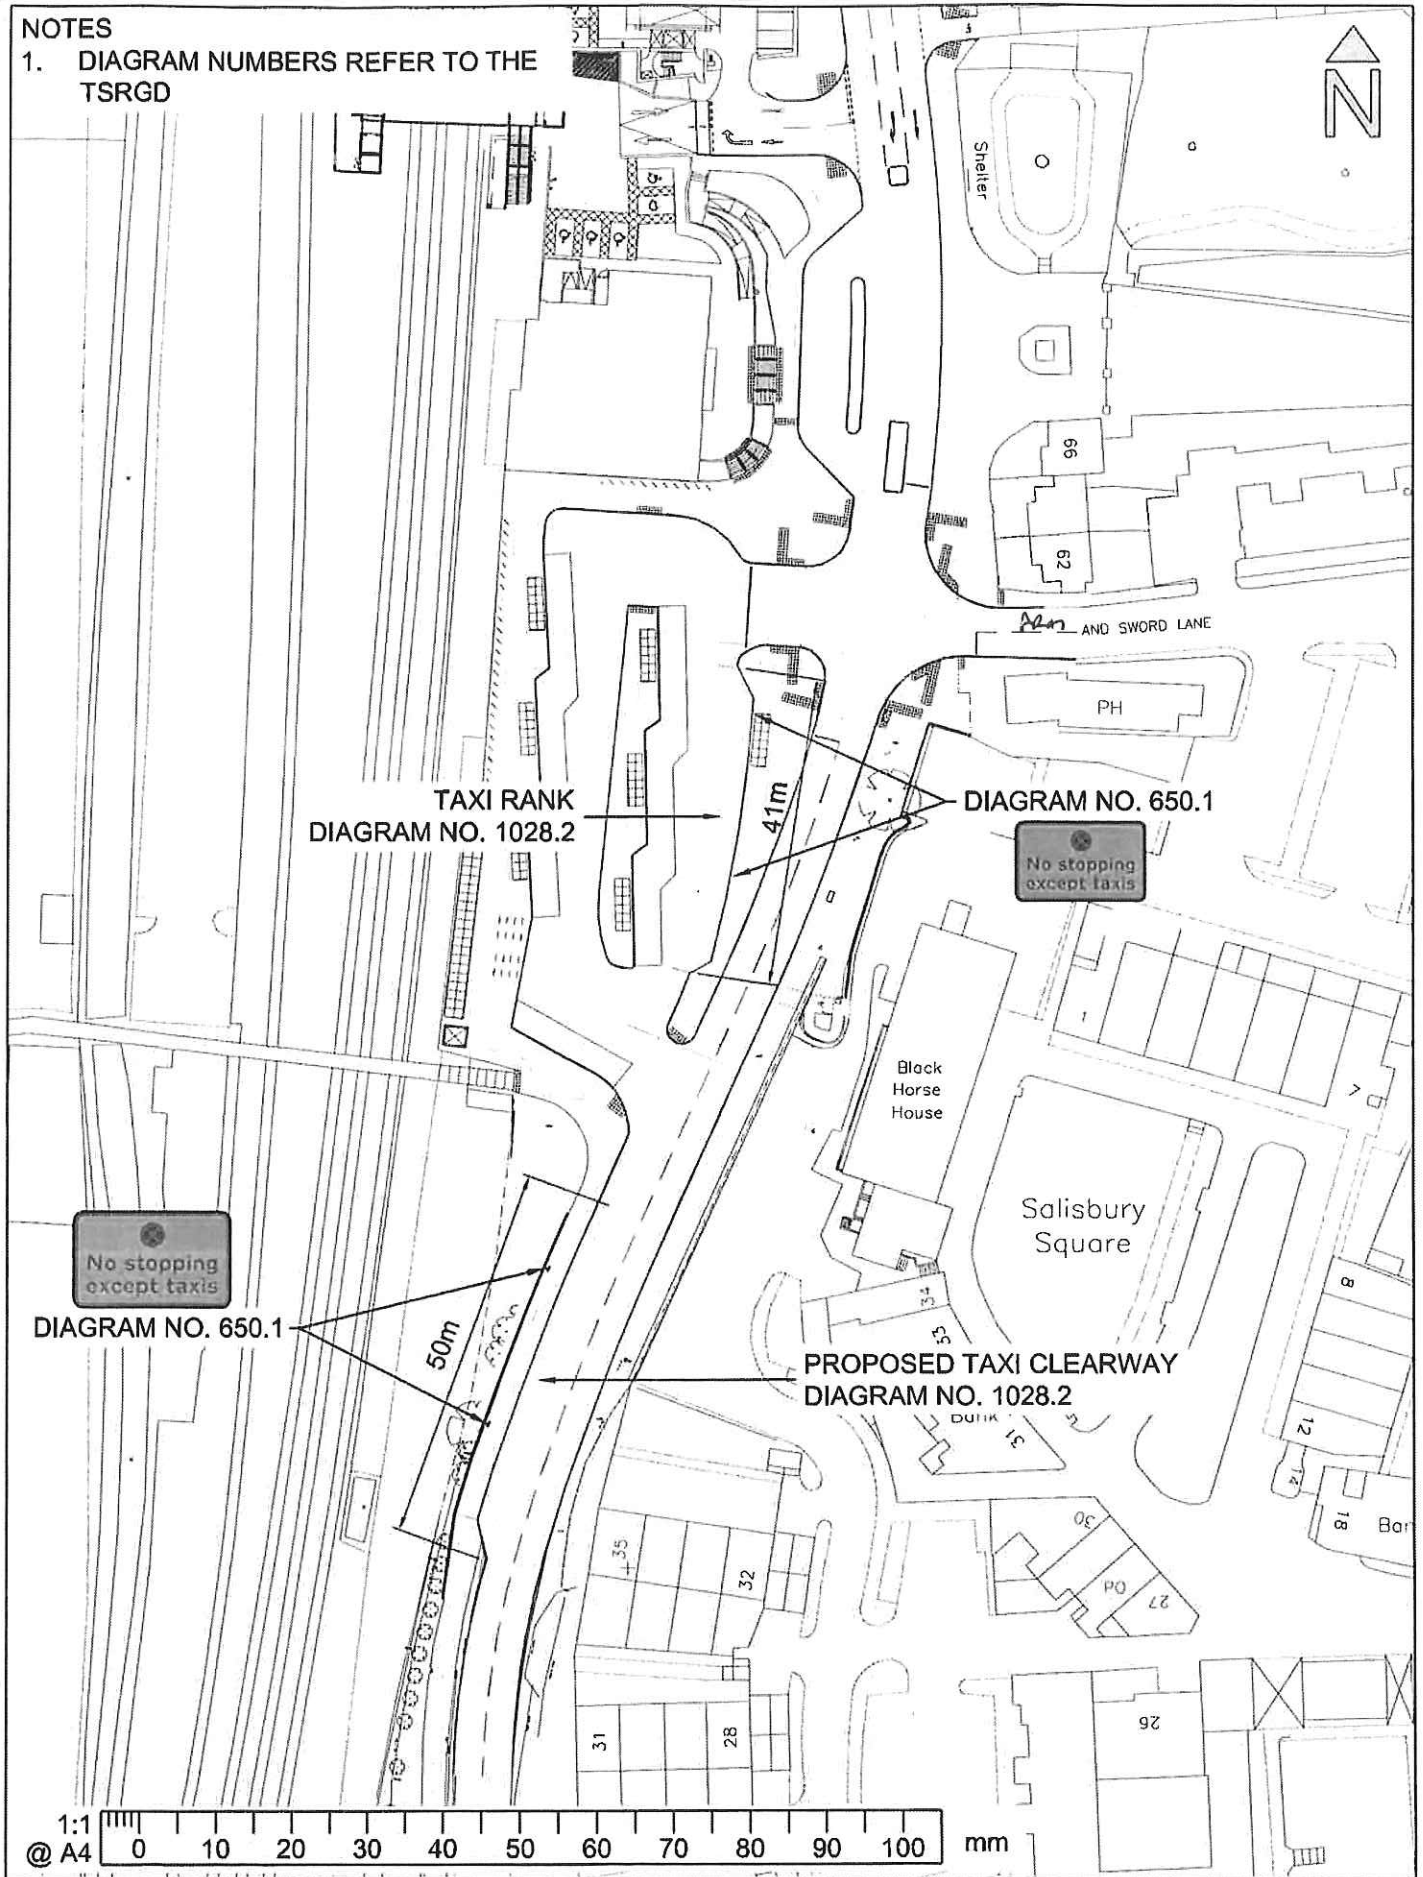 NOTES
1. DIAGRAM NUMBERS REFER TO THE
TSRGD
N
Shelter
66
62
AND SWORD LANE
PH
TAXI RANK
DIAGRAM NO. 1028.2
41m
DIAGRAM NO. 650.1
No stopping
except taxis
1
7
Black
Horse
House
Salisbury
Square
8
No stopping
except taxis
DIAGRAM NO. 650.1
50m
34
33
PROPOSED TAXI CLEARWAY
DIAGRAM NO. 1028.2
31
12
14
18
30
PO
27
35
32
31
28
26
1:1
@ A4
0 10 20 30 40 50 60 70 80 90 100 mm